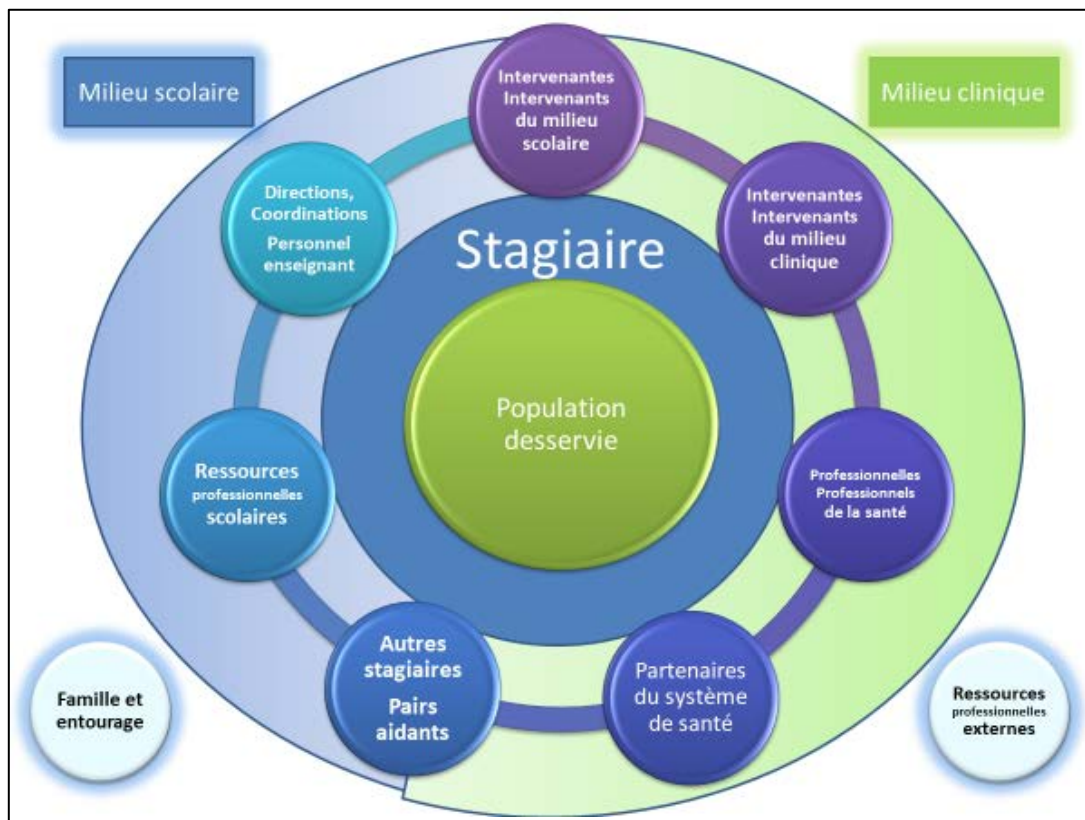 Milieu scolaire
Milieu clinique
Intervenantes
Intervenants
du milieu
scolaire
Directions,
Coordinations
Personnel
enseignant
Intervenantes
Intervenants
du milieu
clinique
Stagiaire
Population
desservie
Ressources
professionnelles
scolaires
Professionnelles
Professionnels
de la santé
Autres
stagiaires
Pairs
aidants
Partenaires
du système
de santé
Famille et
entourage
Ressources
professionnelles
externes